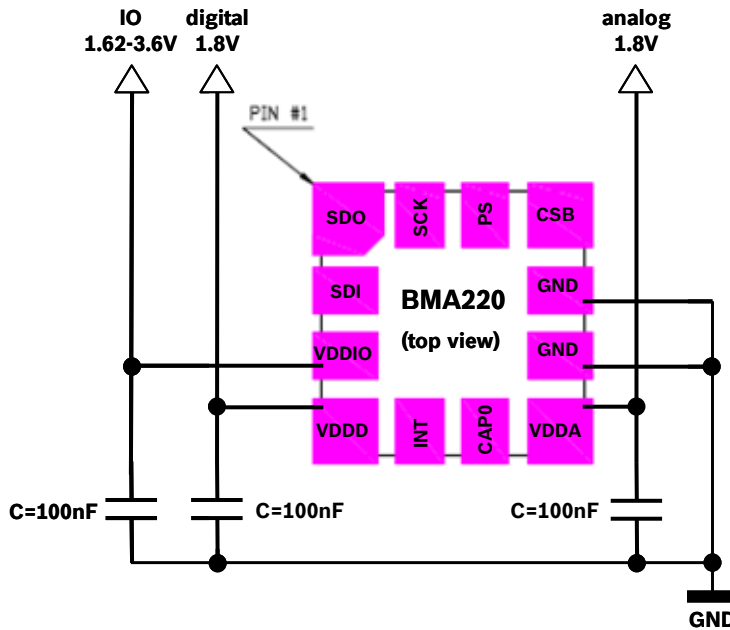 IO
1.62-3.6V
digital
1.8V
analog
1.8V
PIN #1
SDO
SCK
PS
CSB
SDI
BMA220
(top view)
GND
VDDIO
GND
VDDD
INT
CAP0
VDDA
C=100nF
C=100nF
C=100nF
GND